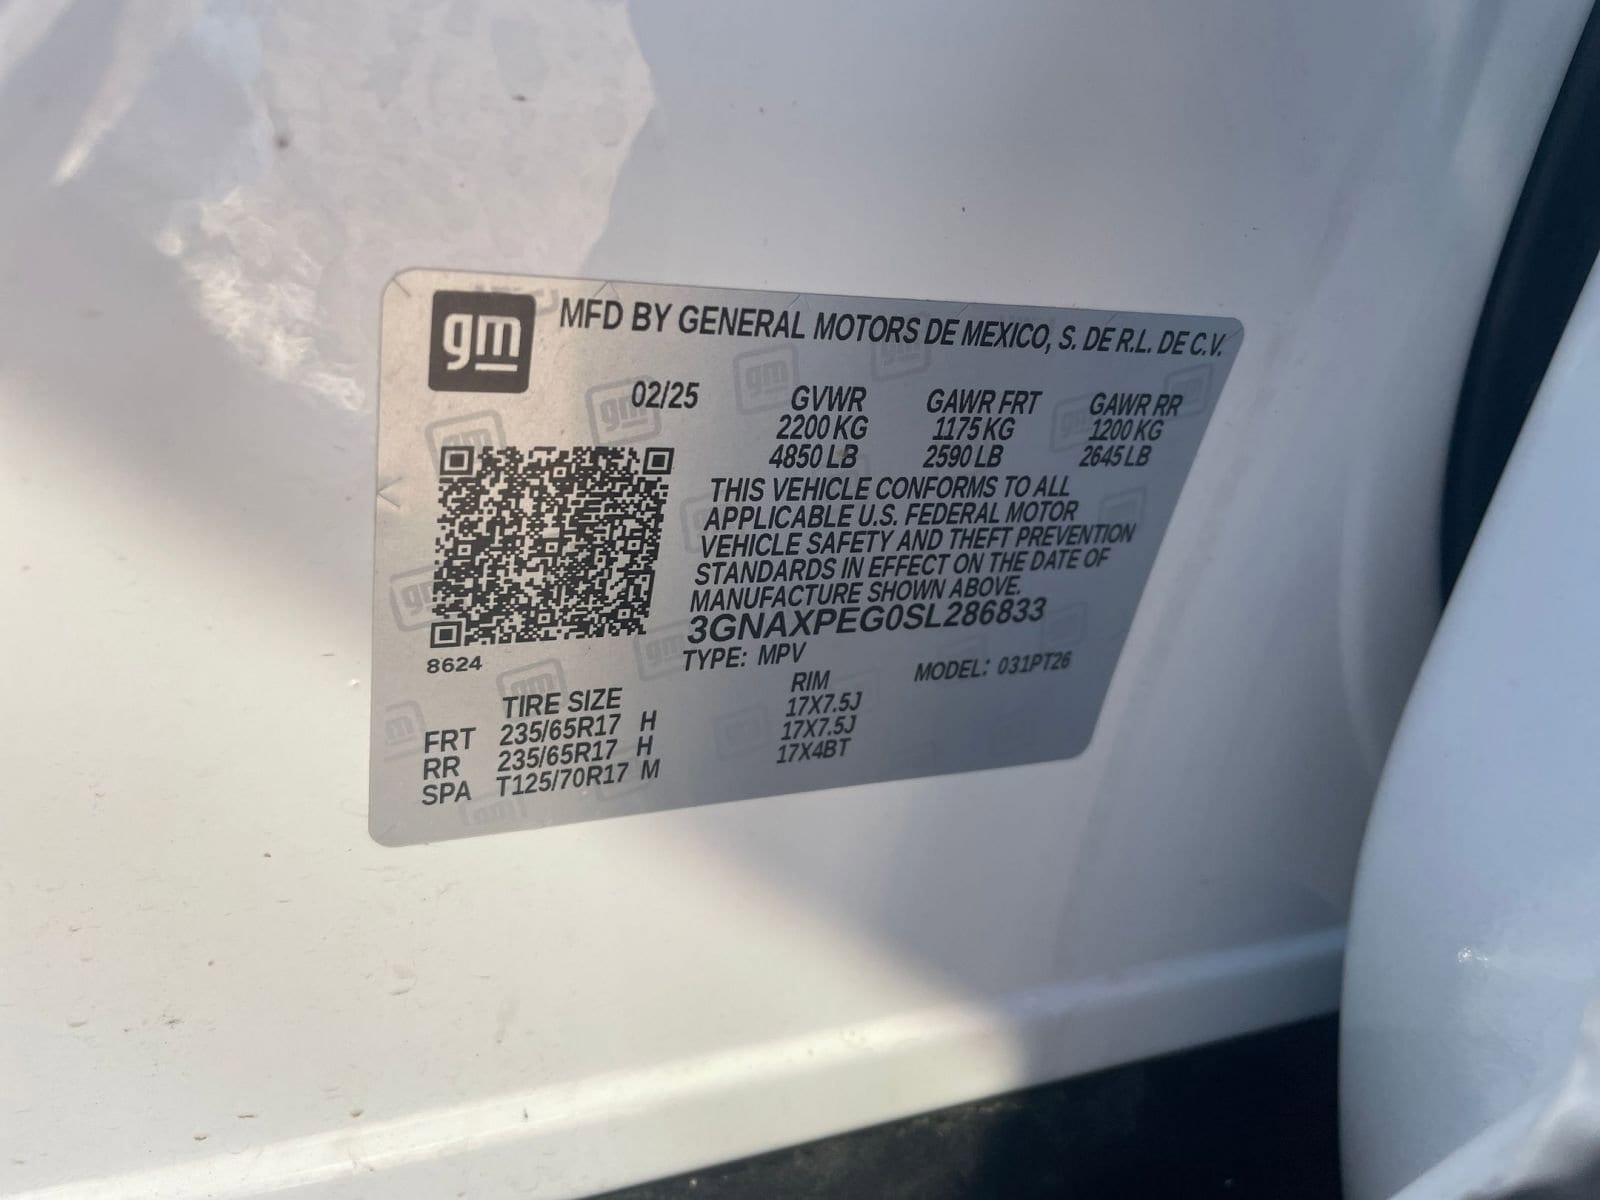 gm MFD BY GENERAL MOTORS DE MEXICO, S. DE R.L. DE C.V.
02/25 GVWR GAWR FRT GAWR RR
2200 KG 1175 KG 1200 KG
4850 LB 2590 LB 2645 LB
THIS VEHICLE CONFORMS TO ALL
APPLICABLE U.S. FEDERAL MOTOR
VEHICLE SAFETY AND THEFT PREVENTION
STANDARDS IN EFFECT ON THE DATE OF
MANUFACTURE SHOWN ABOVE.
3GNAXPEG0SL286833
8624
TYPE: MPV MODEL: 031PT26
TIRE SIZE RIM
FRT 235/65R17 H 17X7.5J
RR 235/65R17 H 17X7.5J
SPA T125/70R17 M 17X4BT